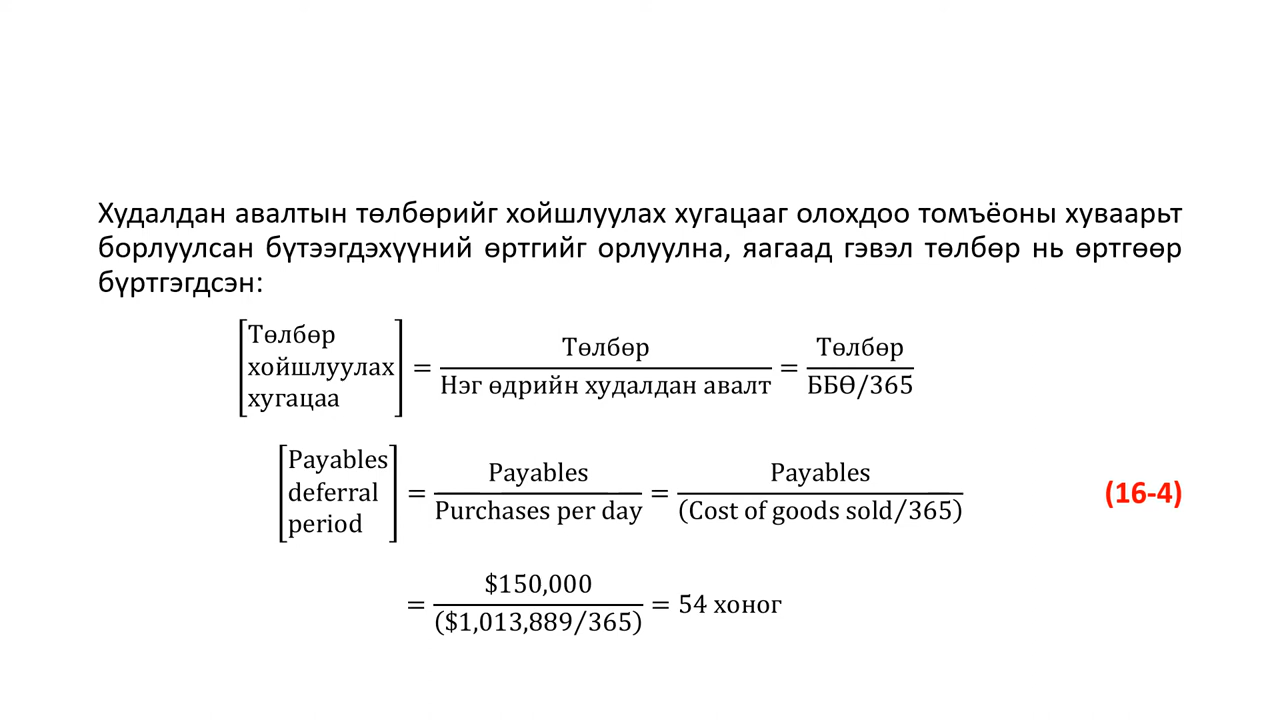 Худалдан авалтын төлбөрийг хойшлуулах хугацааг олохдоо томъёоны хуваарьт
борлуулсан бүтээгдэхүүний өртгийг орлуулна, яагаад гэвэл төлбөр нь өртгөөр
бүртгэгдсэн:
[Төлбөр хойшлуулах хугацаа] = Төлбөр / Нэг өдрийн худалдан авалт = Төлбөр / ББӨ/365
[Payables deferral period] = Payables / Purchases per day = Payables / (Cost of goods sold/365) (16-4)
= $150,000 / ($1,013,889/365) = 54 хоног